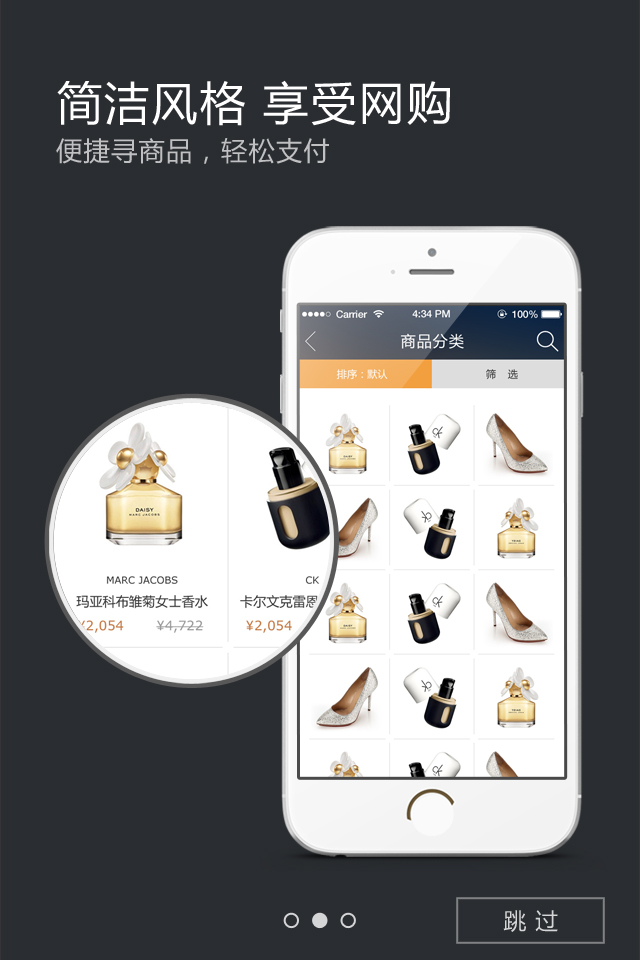 简洁风格 享受网购
便捷寻商品，轻松支付
Carrier 4:34 PM 100%
商品分类
排序：默认 筛 选
DAISY
MARC JACOBS
MARC JACOBS CK
玛亚科布雏菊女士香水 卡尔文克雷恩
¥2,054 ¥4,722 ¥2,054
跳 过